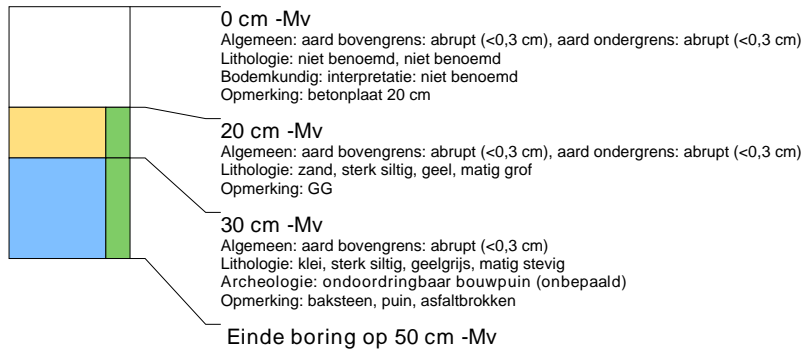 0 cm -Mv
Algemeen: aard bovengrens: abrupt (<0,3 cm), aard ondergrens: abrupt (<0,3 cm)
Lithologie: niet benoemd, niet benoemd
Bodemkundig: interpretatie: niet benoemd
Opmerking: betonplaat 20 cm
20 cm -Mv
Algemeen: aard bovengrens: abrupt (<0,3 cm), aard ondergrens: abrupt (<0,3 cm)
Lithologie: zand, sterk siltig, geel, matig grof
Opmerking: GG
30 cm -Mv
Algemeen: aard bovengrens: abrupt (<0,3 cm)
Lithologie: klei, sterk siltig, geelgrijs, matig stevig
Archeologie: ondoordringbaar bouwpuin (onbepaald)
Opmerking: baksteen, puin, asfaltbrokken
Einde boring op 50 cm -Mv